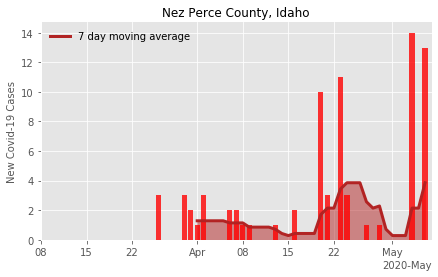 Nez Perce County, Idaho
7 day moving average
New Covid-19 Cases
14
12
10
8
6
4
2
0
08 15 22 Apr 08 15 22 May
2020-May